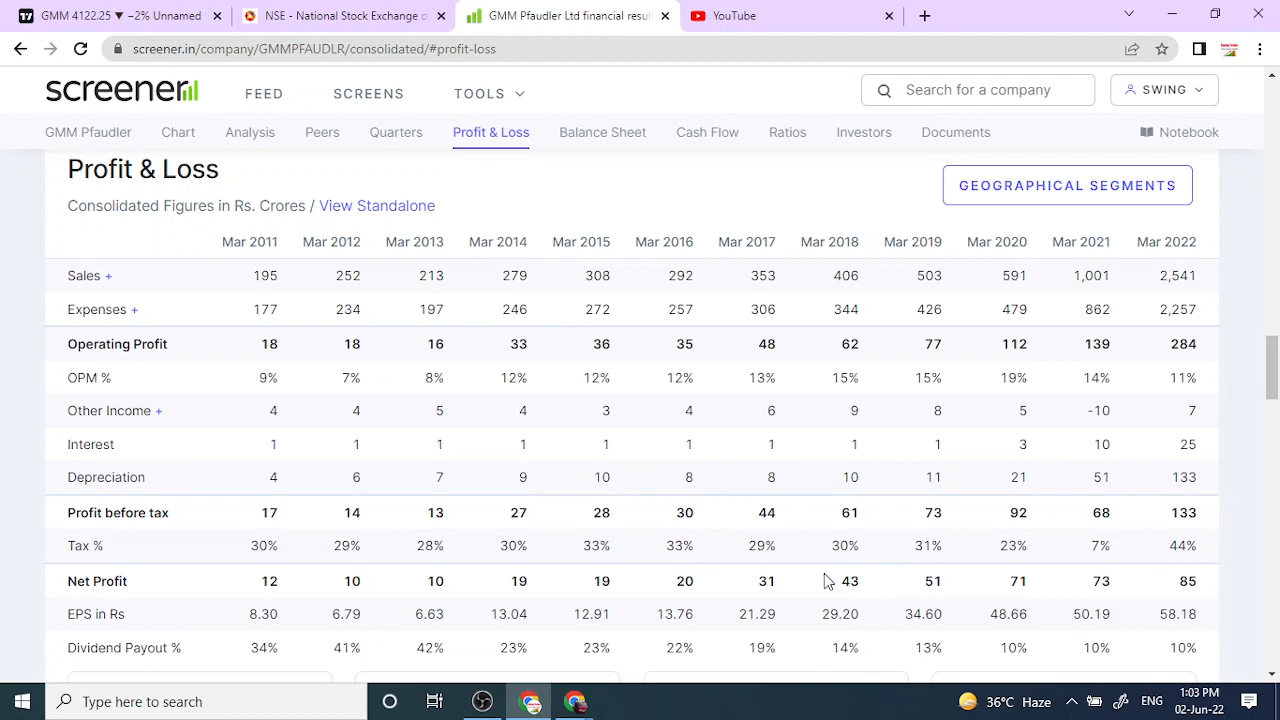 GMM 4122.25 ▼ −2% Unnamed
NSE - National Stock Exchange o
GMM Pfaudler Ltd financial resul
YouTube
screener.in/company/GMMPFAUDLR/consolidated/#profit-loss
screener FEED SCREENS TOOLS Search for a company SWING
GMM Pfaudler Chart Analysis Peers Quarters Profit & Loss Balance Sheet Cash Flow Ratios Investors Documents Notebook
Profit & Loss
GEOGRAPHICAL SEGMENTS
Consolidated Figures in Rs. Crores / View Standalone
Mar 2011 Mar 2012 Mar 2013 Mar 2014 Mar 2015 Mar 2016 Mar 2017 Mar 2018 Mar 2019 Mar 2020 Mar 2021 Mar 2022
Sales + 195 252 213 279 308 292 353 406 503 591 1,001 2,541
Expenses + 177 234 197 246 272 257 306 344 426 479 862 2,257
Operating Profit 18 18 16 33 36 35 48 62 77 112 139 284
OPM % 9% 7% 8% 12% 12% 12% 13% 15% 15% 19% 14% 11%
Other Income + 4 4 5 4 3 4 6 9 8 5 -10 7
Interest 1 1 1 1 1 1 1 1 1 3 10 25
Depreciation 4 6 7 9 10 8 8 10 11 21 51 133
Profit before tax 17 14 13 27 28 30 44 61 73 92 68 133
Tax % 30% 29% 28% 30% 33% 33% 29% 30% 31% 23% 7% 44%
Net Profit 12 10 10 19 19 20 31 43 51 71 73 85
EPS in Rs 8.30 6.79 6.63 13.04 12.91 13.76 21.29 29.20 34.60 48.66 50.19 58.18
Dividend Payout % 34% 41% 42% 23% 23% 22% 19% 14% 13% 10% 10% 10%
Type here to search
36°C Haze
ENG
1:03 PM
02-Jun-22